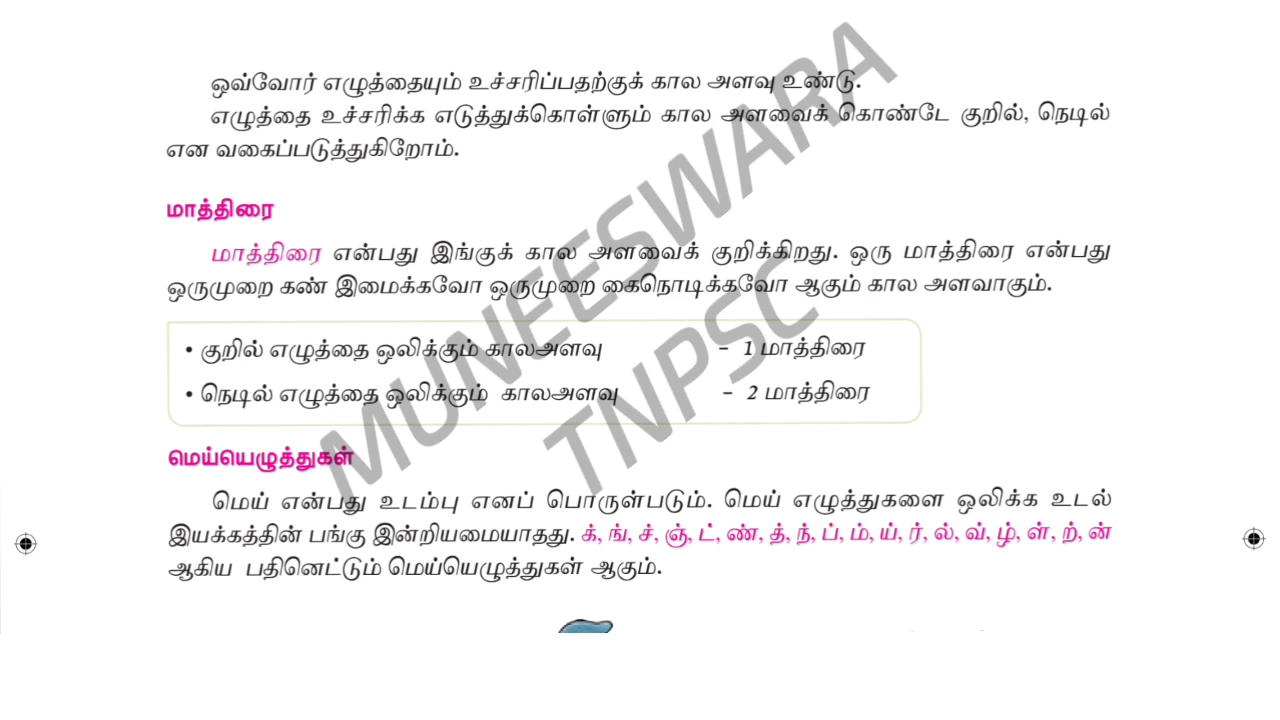 ஒவ்வோர் எழுத்தையும் உச்சரிப்பதற்குக் கால அளவு உண்டு.
எழுத்தை உச்சரிக்க எடுத்துக்கொள்ளும் கால அளவைக் கொண்டே குறில், நெடில்
என வகைப்படுத்துகிறோம்.
மாத்திரை
மாத்திரை என்பது இங்குக் கால அளவைக் குறிக்கிறது. ஒரு மாத்திரை என்பது
ஒருமுறை கண் இமைக்கவோ ஒருமுறை கைநொடிக்கவோ ஆகும் கால அளவாகும்.
• குறில் எழுத்தை ஒலிக்கும் காலஅளவு – 1 மாத்திரை
• நெடில் எழுத்தை ஒலிக்கும் காலஅளவு – 2 மாத்திரை
மெய்யெழுத்துகள்
மெய் என்பது உடம்பு எனப் பொருள்படும். மெய் எழுத்துகளை ஒலிக்க உடல்
இயக்கத்தின் பங்கு இன்றியமையாதது. க், ங், ச், ஞ், ட், ண், த், ந், ப், ம், ய், ர், ல், வ், ழ், ள், ற், ன்
ஆகிய பதினெட்டும் மெய்யெழுத்துகள் ஆகும்.
MUNEESWARA
TNPSC